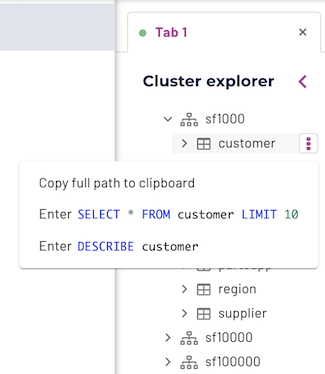 Tab 1
Cluster explorer
sf1000
customer
Copy full path to clipboard
Enter SELECT * FROM customer LIMIT 10
Enter DESCRIBE customer
region
supplier
sf10000
sf100000